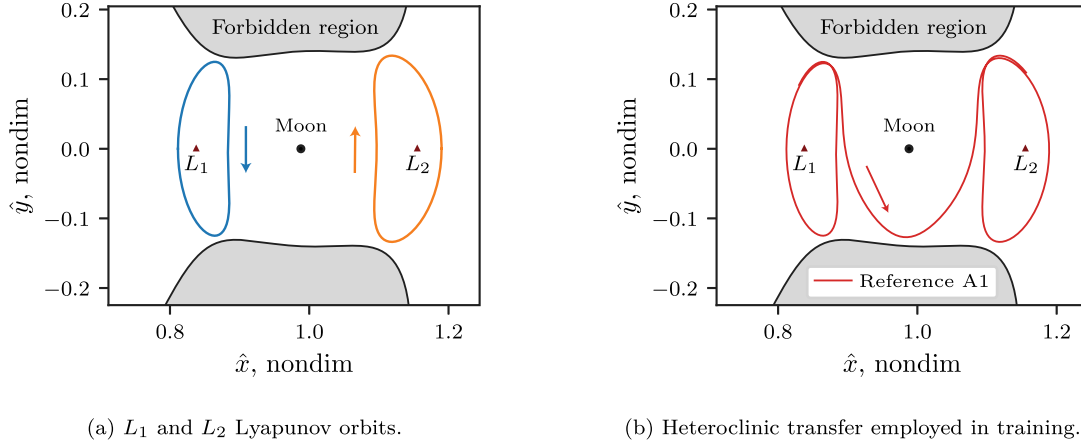 0.2
0.1
0.0
−0.1
−0.2
ŷ, nondim
Forbidden region
Moon
L₁
L₂
0.8
1.0
1.2
x̂, nondim
(a) L₁ and L₂ Lyapunov orbits.
0.2
0.1
0.0
−0.1
−0.2
ŷ, nondim
Forbidden region
Moon
L₁
L₂
Reference A1
0.8
1.0
1.2
x̂, nondim
(b) Heteroclinic transfer employed in training.